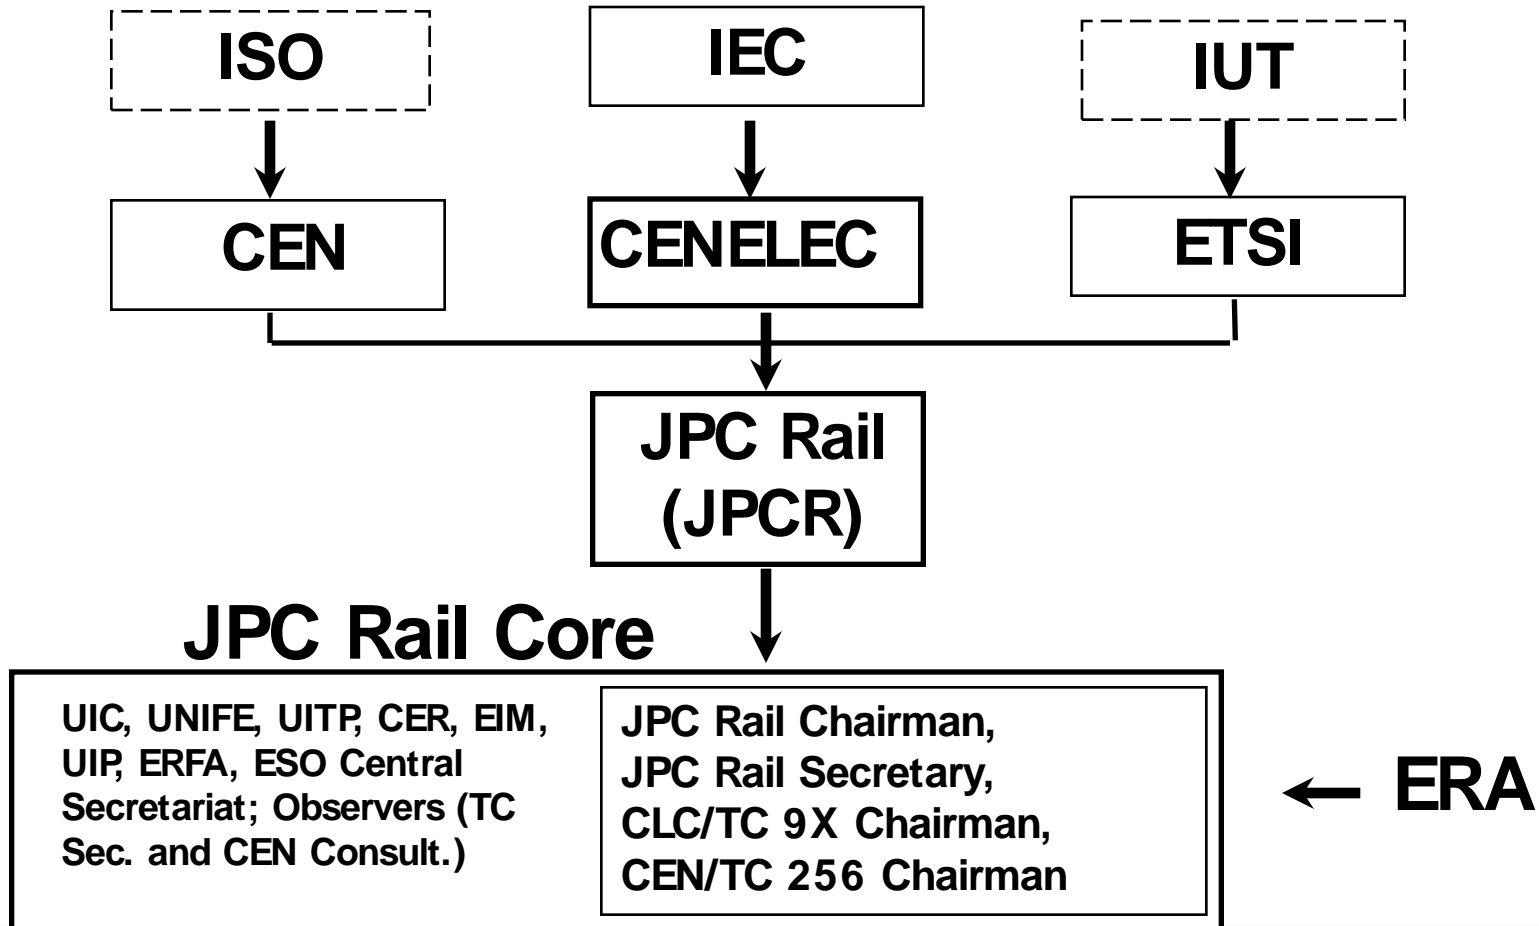 ISO
IEC
IUT
CEN
CENELEC
ETSI
JPC Rail
(JPCR)
JPC Rail Core
UIC, UNIFE, UITP, CER, EIM,
UIP, ERFA, ESO Central
Secretariat; Observers (TC
Sec. and CEN Consult.)
JPC Rail Chairman,
JPC Rail Secretary,
CLC/TC 9X Chairman,
CEN/TC 256 Chairman
ERA